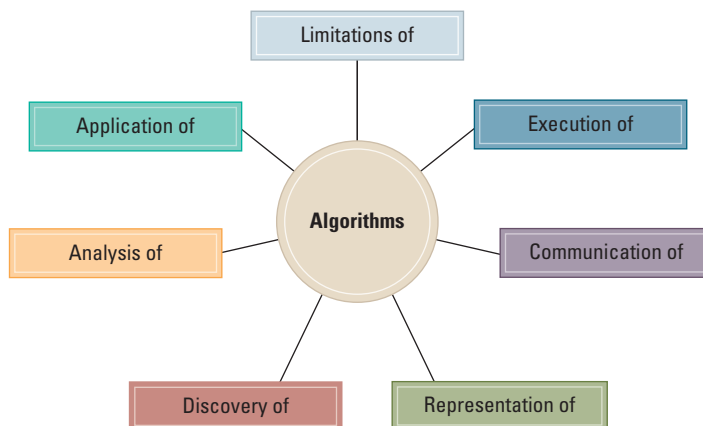 Limitations of
Application of
Execution of
Algorithms
Analysis of
Communication of
Discovery of
Representation of